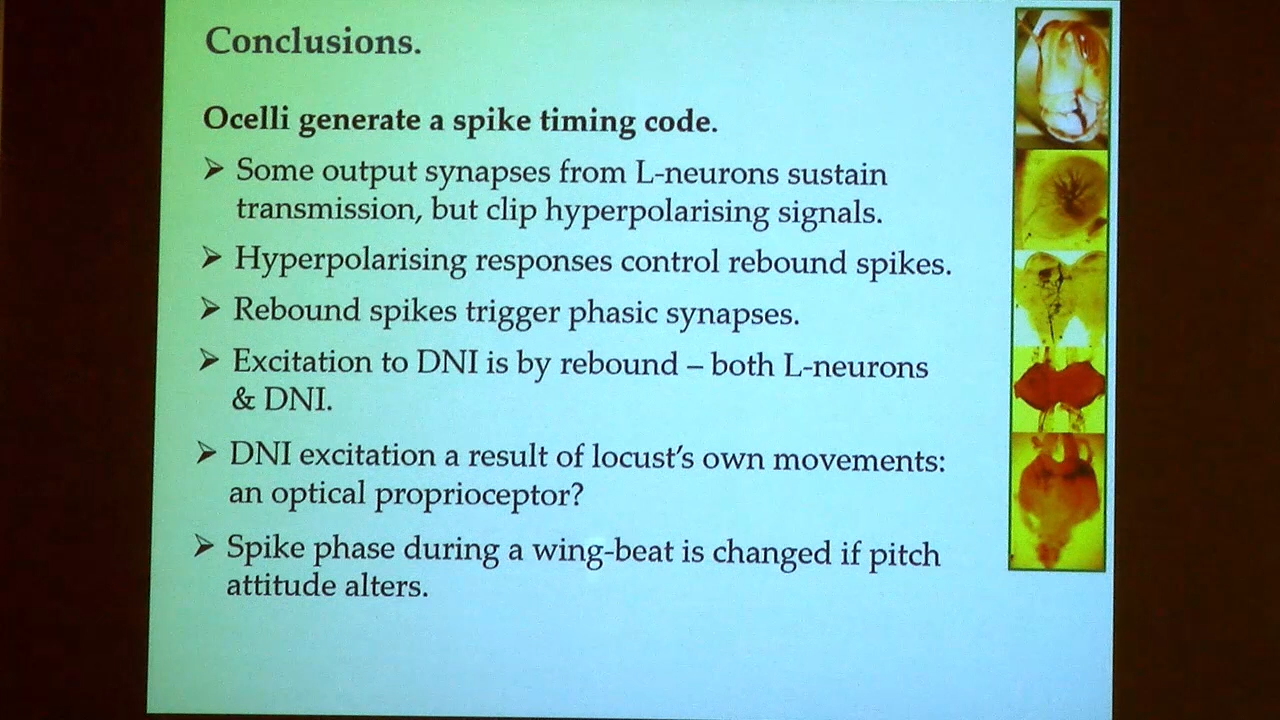 Conclusions.
Ocelli generate a spike timing code.
➢ Some output synapses from L-neurons sustain
transmission, but clip hyperpolarising signals.
➢ Hyperpolarising responses control rebound spikes.
➢ Rebound spikes trigger phasic synapses.
➢ Excitation to DNI is by rebound – both L-neurons
& DNI.
➢ DNI excitation a result of locust's own movements:
an optical proprioceptor?
➢ Spike phase during a wing-beat is changed if pitch
attitude alters.